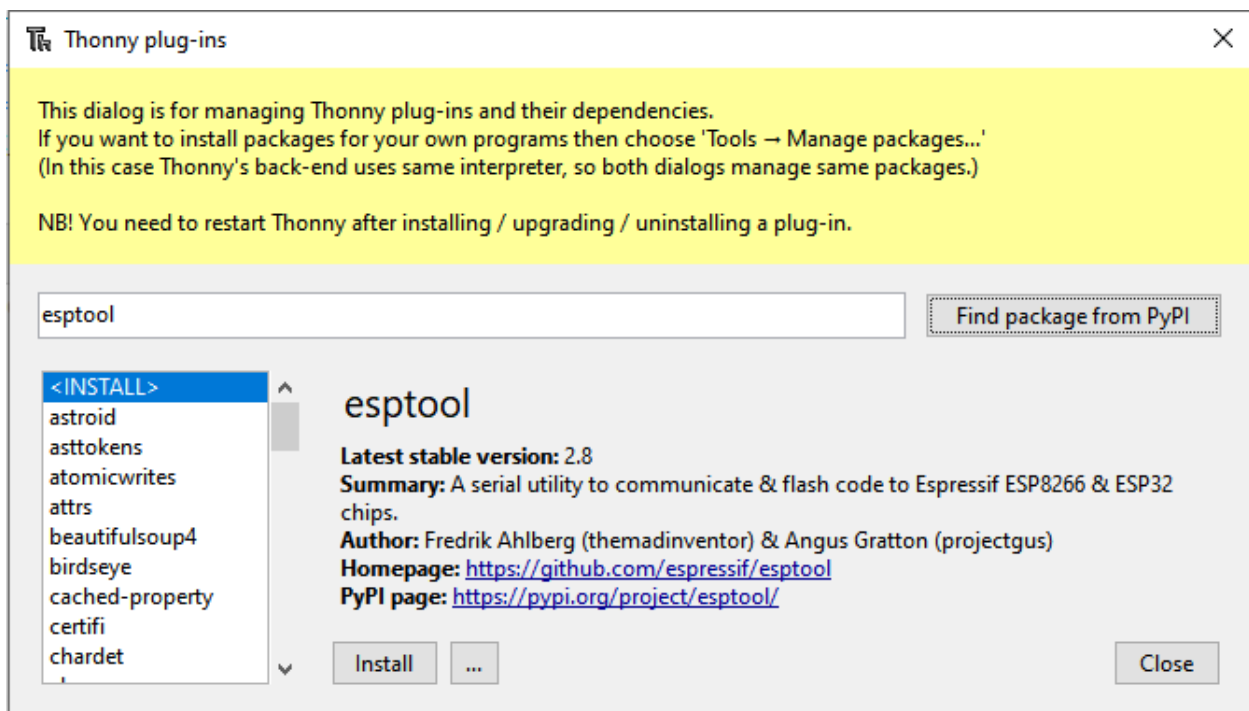 Thonny plug-ins
This dialog is for managing Thonny plug-ins and their dependencies.
If you want to install packages for your own programs then choose 'Tools → Manage packages...'
(In this case Thonny's back-end uses same interpreter, so both dialogs manage same packages.)
NB! You need to restart Thonny after installing / upgrading / uninstalling a plug-in.
esptool
Find package from PyPI
<INSTALL>
astroid
asttokens
atomicwrites
attrs
beautifulsoup4
birdseye
cached-property
certifi
chardet
esptool
Latest stable version: 2.8
Summary: A serial utility to communicate & flash code to Espressif ESP8266 & ESP32
chips.
Author: Fredrik Ahlberg (themadinventor) & Angus Gratton (projectgus)
Homepage: https://github.com/espressif/esptool
PyPI page: https://pypi.org/project/esptool/
Install
...
Close